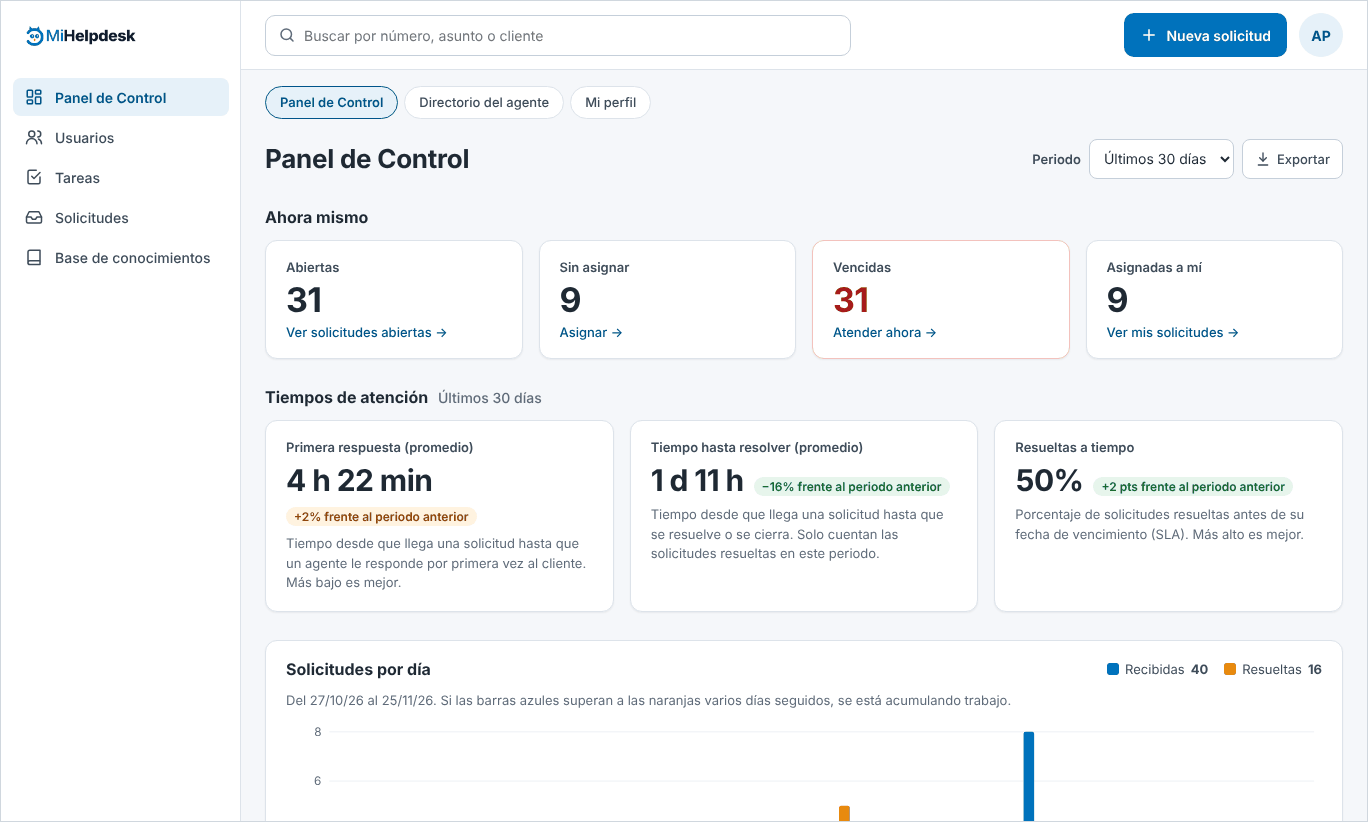 MiHelpdesk
Buscar por número, asunto o cliente
Nueva solicitud
AP
Panel de Control
Usuarios
Tareas
Solicitudes
Base de conocimientos
Panel de Control
Directorio del agente
Mi perfil
Panel de Control
Periodo
Últimos 30 días
Exportar
Ahora mismo
Abiertas
31
Ver solicitudes abiertas →
Sin asignar
9
Asignar →
Vencidas
31
Atender ahora →
Asignadas a mí
9
Ver mis solicitudes →
Tiempos de atención Últimos 30 días
Primera respuesta (promedio)
4 h 22 min
+2% frente al periodo anterior
Tiempo desde que llega una solicitud hasta que
un agente le responde por primera vez al cliente.
Más bajo es mejor.
Tiempo hasta resolver (promedio)
1 d 11 h −16% frente al periodo anterior
Tiempo desde que llega una solicitud hasta que
se resuelve o se cierra. Solo cuentan las
solicitudes resueltas en este periodo.
Resueltas a tiempo
50% +2 pts frente al periodo anterior
Porcentaje de solicitudes resueltas antes de su
fecha de vencimiento (SLA). Más alto es mejor.
Solicitudes por día
Recibidas 40 Resueltas 16
Del 27/10/26 al 25/11/26. Si las barras azules superan a las naranjas varios días seguidos, se está acumulando trabajo.
8
6